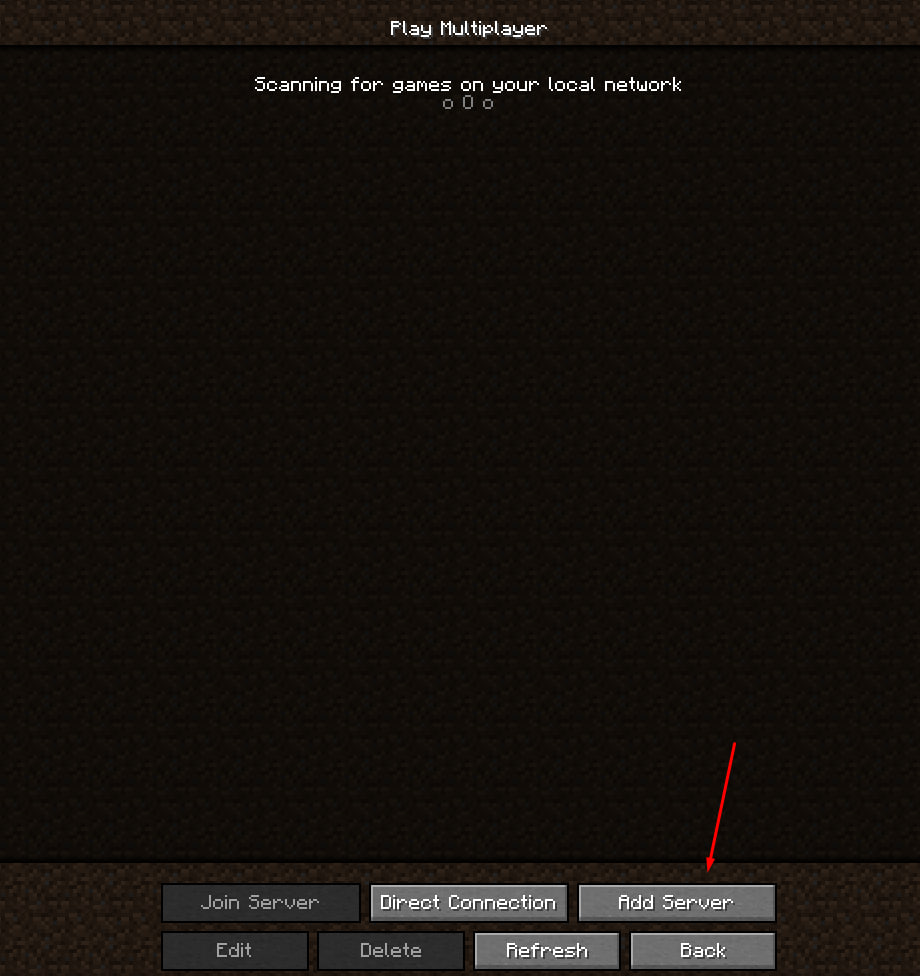 Play Multiplayer
Scanning for games on your local network
o O o
Join Server
Direct Connection
Add Server
Edit
Delete
Refresh
Back